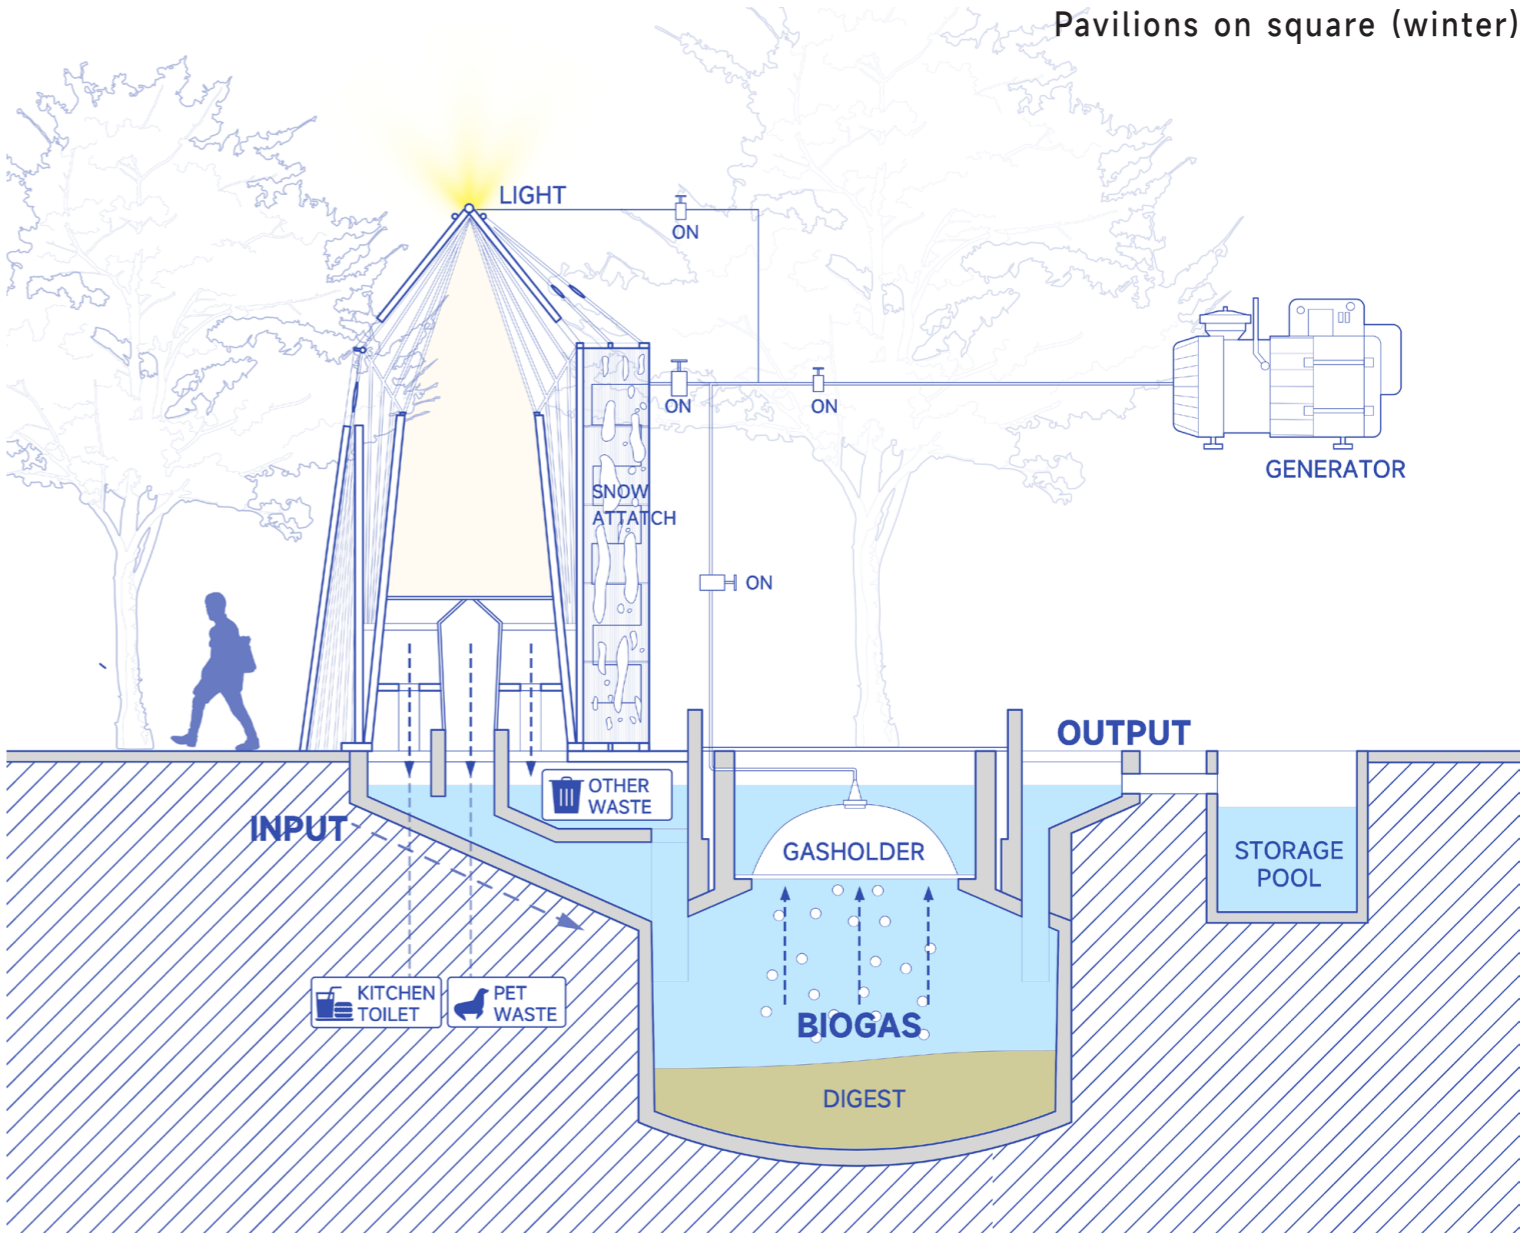 Pavilions on square (winter)
LIGHT
ON
ON
ON
GENERATOR
SNOW
ATTATCH
ON
OUTPUT
OTHER
WASTE
INPUT
GASHOLDER
STORAGE
POOL
KITCHEN
TOILET
PET
WASTE
BIOGAS
DIGEST